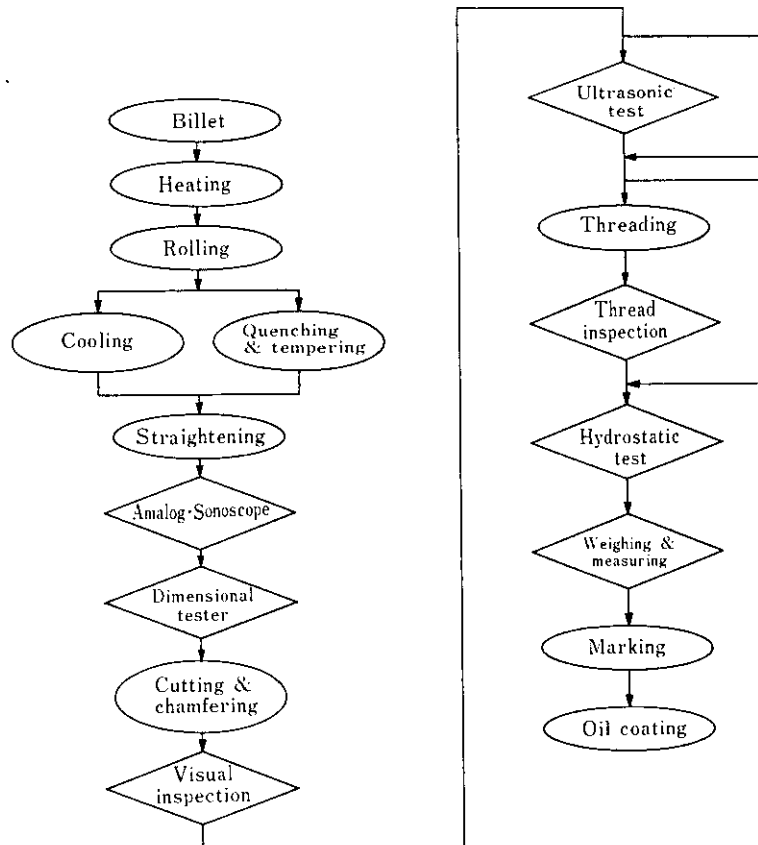 Billet
Heating
Rolling
Cooling
Quenching
& tempering
Straightening
Amalog·Sonoscope
Dimensional
tester
Cutting &
chamfering
Visual
inspection
Ultrasonic
test
Threading
Thread
inspection
Hydrostatic
test
Weighing &
measuring
Marking
Oil coating